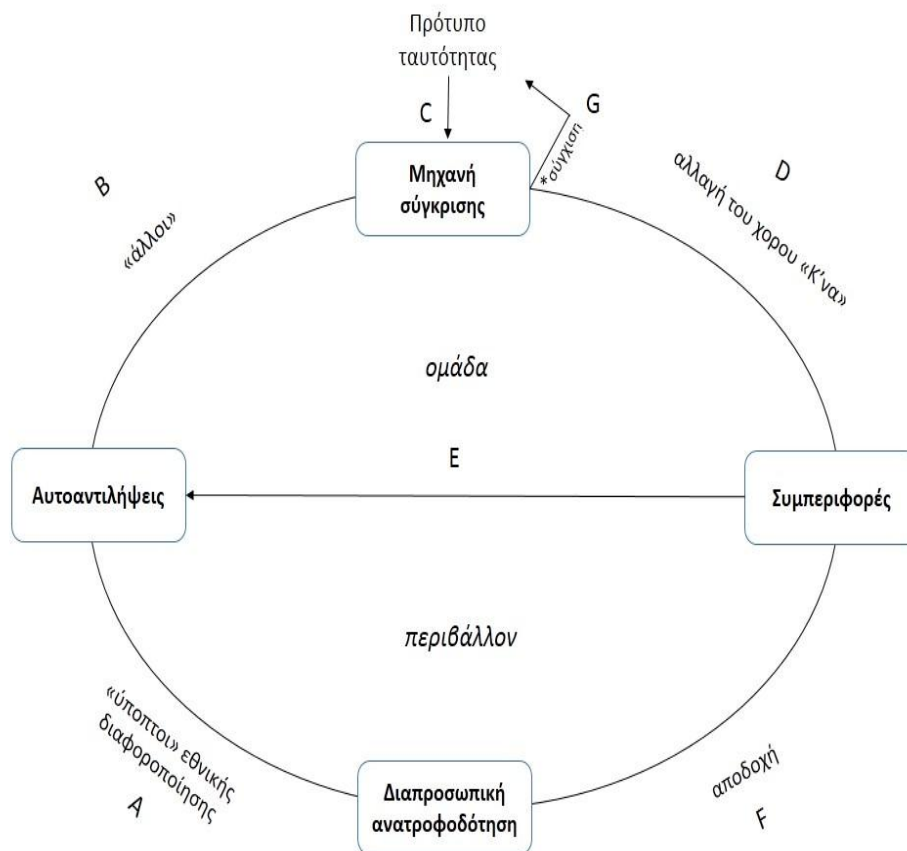 Πρότυπο
ταυτότητας
C
G
*σύγχιση
Μηχανή
σύγκρισης
B
«άλλοι»
D
αλλαγή του χορου «Κ'να»
ομάδα
E
Αυτοαντιλήψεις
Συμπεριφορές
περιβάλλον
«ύποπτοι» εθνικής
διαφοροποίησης
A
Διαπροσωπική
ανατροφοδότηση
αποδοχή
F